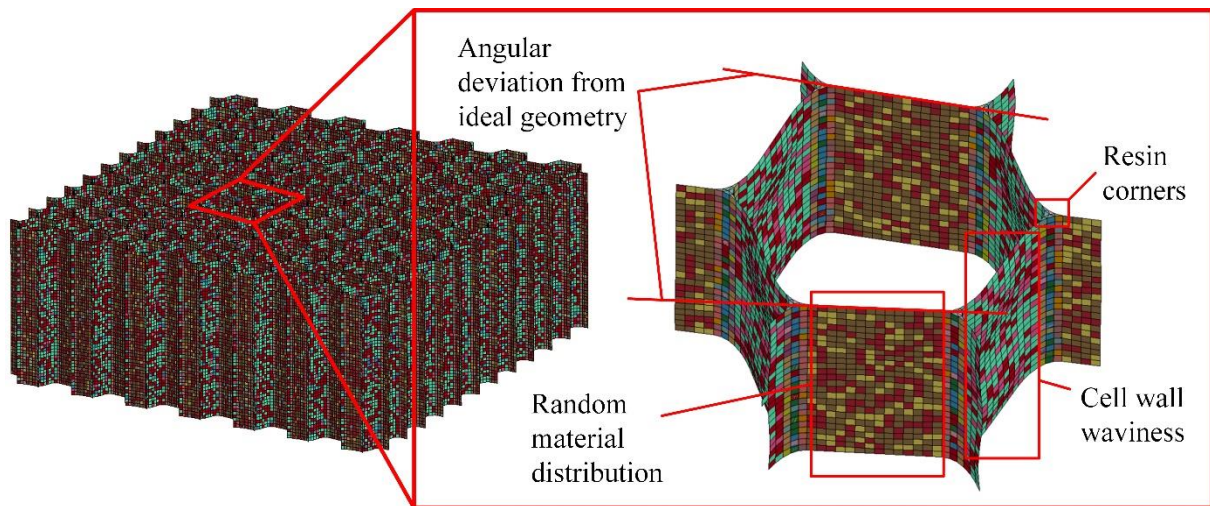 Angular
deviation from
ideal geometry
Resin
corners
Random
material
distribution
Cell wall
waviness